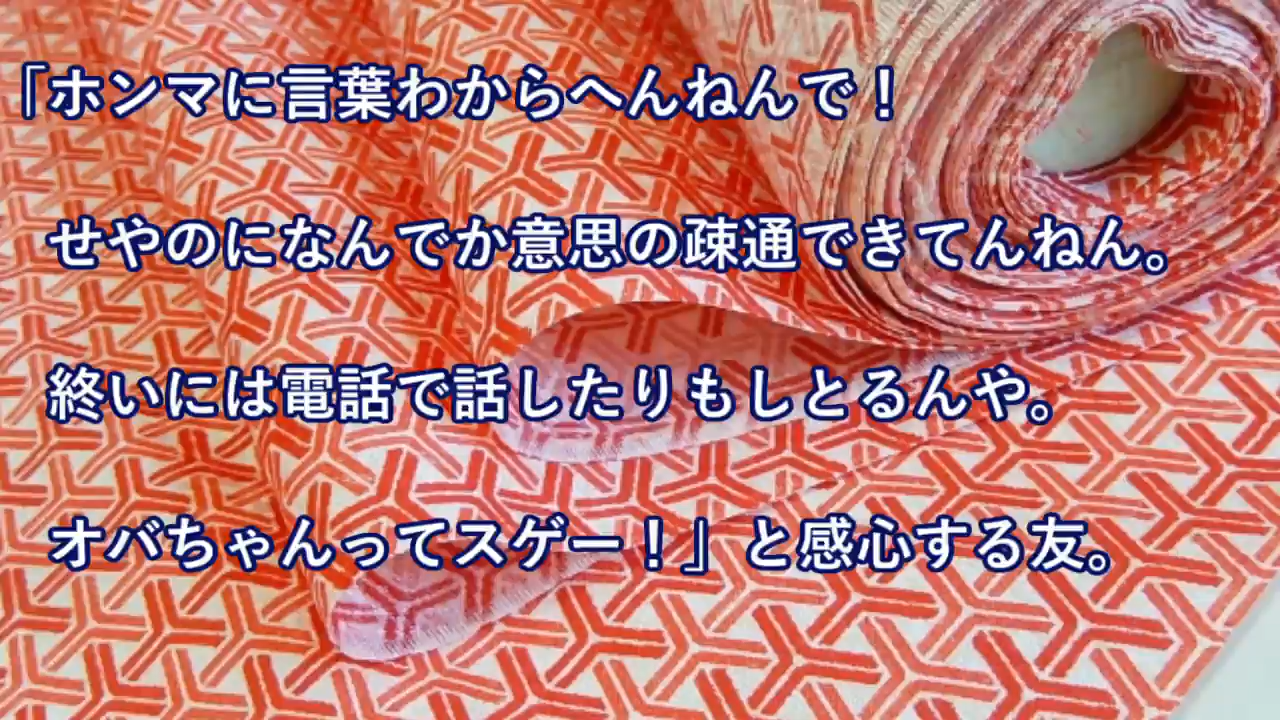 「ホンマに言葉わからへんねんで！
せやのになんでか意思の疎通できてんねん。
終いには電話で話したりもしとるんや。
オバちゃんってスゲー！」と感心する友。